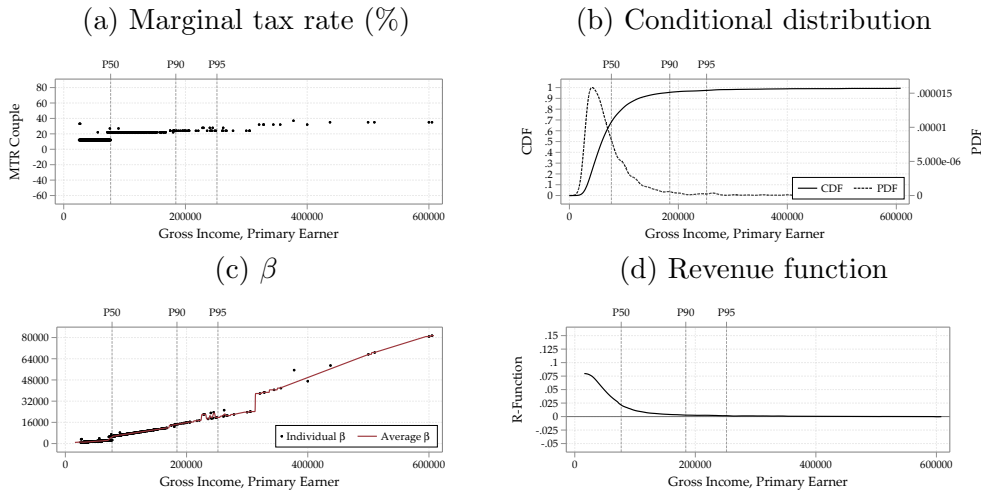 (a) Marginal tax rate (%)
P50 P90 P95
80
60
40
20
0
-20
-40
-60
MTR Couple
0 200000 400000 600000
Gross Income, Primary Earner
(b) Conditional distribution
P50 P90 P95
1
.9
.8
.7
.6
.5
.4
.3
.2
.1
0
CDF
.000015
.00001
5.000e-06
0
PDF
CDF PDF
0 200000 400000 600000
Gross Income, Primary Earner
(c) β
P50 P90 P95
80000
64000
48000
32000
16000
0
Individual β Average β
0 200000 400000 600000
Gross Income, Primary Earner
(d) Revenue function
P50 P90 P95
.15
.125
.1
.075
.05
.025
0
-.025
-.05
R-Function
0 200000 400000 600000
Gross Income, Primary Earner